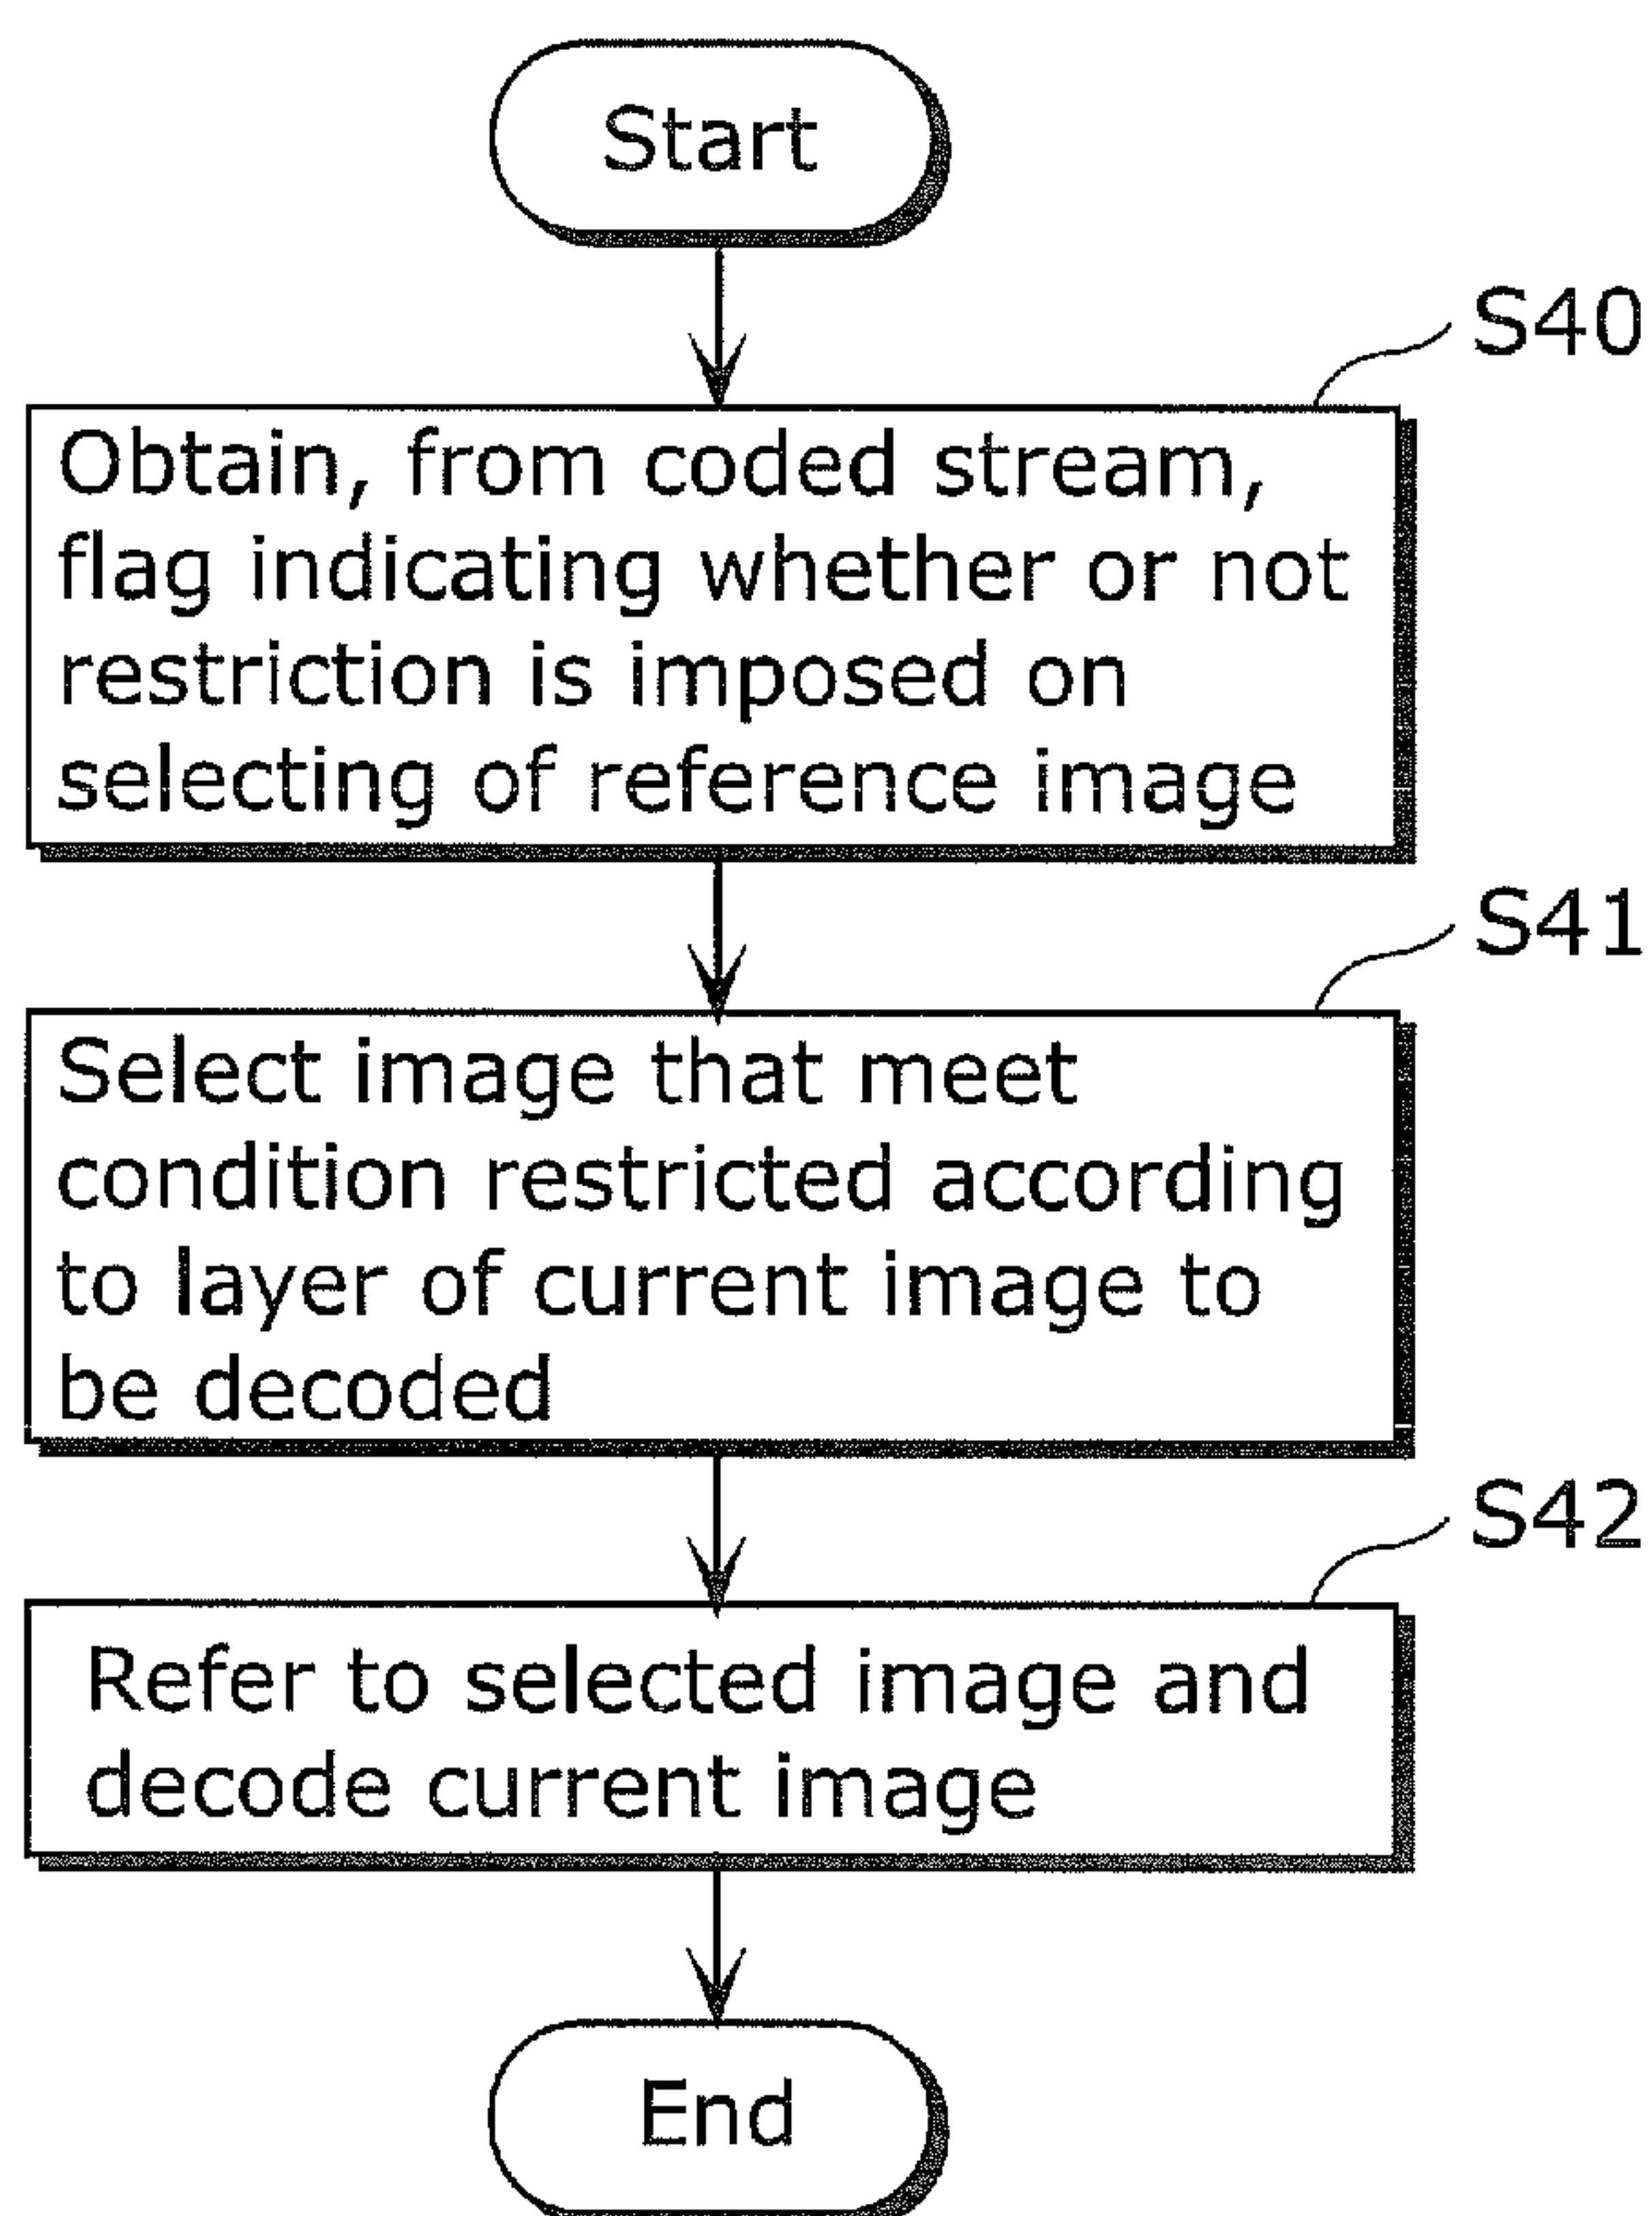 Start
S40
Obtain, from coded stream,
flag indicating whether or not
restriction is imposed on
selecting of reference image
S41
Select image that meet
condition restricted according
to layer of current image to
be decoded
S42
Refer to selected image and
decode current image
End